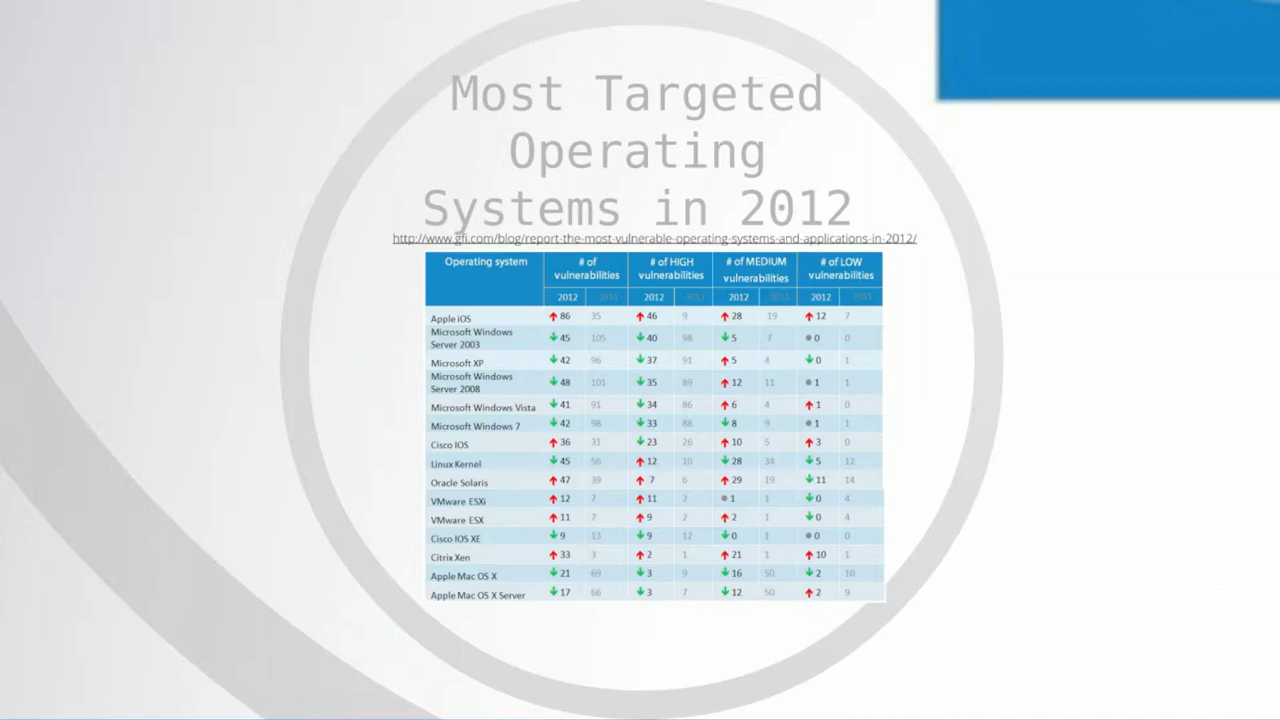 Most Targeted
Operating
Systems in 2012
http://www.gfi.com/blog/report-the-most-vulnerable-operating-systems-and-applications-in-2012/
Operating system # of vulnerabilities # of HIGH vulnerabilities # of MEDIUM vulnerabilities # of LOW vulnerabilities
2012 2011 2012 2011 2012 2011 2012 2011
Apple iOS 86 35 46 9 28 19 12 7
Microsoft Windows Server 2003 45 105 40 98 5 7 0 0
Microsoft XP 42 96 37 91 5 4 0 1
Microsoft Windows Server 2008 48 101 35 89 12 11 1 1
Microsoft Windows Vista 41 91 34 86 6 4 1 0
Microsoft Windows 7 42 98 33 88 8 9 1 1
Cisco IOS 36 31 23 26 10 5 3 0
Linux Kernel 45 56 12 10 28 34 5 12
Oracle Solaris 47 39 7 6 29 19 11 14
VMware ESXi 12 7 11 2 1 1 0 4
VMware ESX 11 7 9 2 2 1 0 4
Cisco IOS XE 9 13 9 12 0 1 0 0
Citrix Xen 33 3 2 1 21 1 10 1
Apple Mac OS X 21 69 3 9 16 50 2 10
Apple Mac OS X Server 17 66 3 7 12 50 2 9